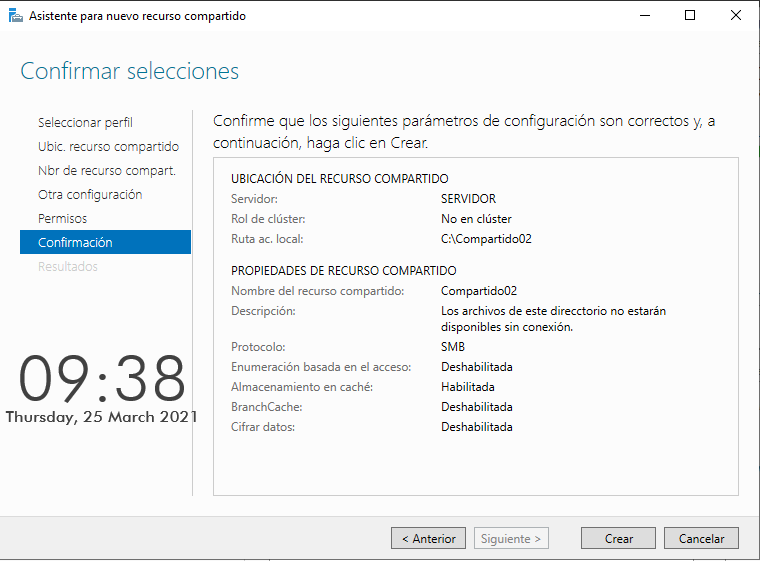 Asistente para nuevo recurso compartido
Confirmar selecciones
Seleccionar perfil
Ubic. recurso compartido
Nbr de recurso compart.
Otra configuración
Permisos
Confirmación
Resultados
09:38
Thursday, 25 March 2021
Confirme que los siguientes parámetros de configuración son correctos y, a
continuación, haga clic en Crear.
UBICACIÓN DEL RECURSO COMPARTIDO
Servidor: SERVIDOR
Rol de clúster: No en clúster
Ruta ac. local: C:\Compartido02
PROPIEDADES DE RECURSO COMPARTIDO
Nombre del recurso compartido: Compartido02
Descripción: Los archivos de este direcctorio no estarán
disponibles sin conexión.
Protocolo: SMB
Enumeración basada en el acceso: Deshabilitada
Almacenamiento en caché: Habilitada
BranchCache: Deshabilitada
Cifrar datos: Deshabilitada
< Anterior Siguiente > Crear Cancelar